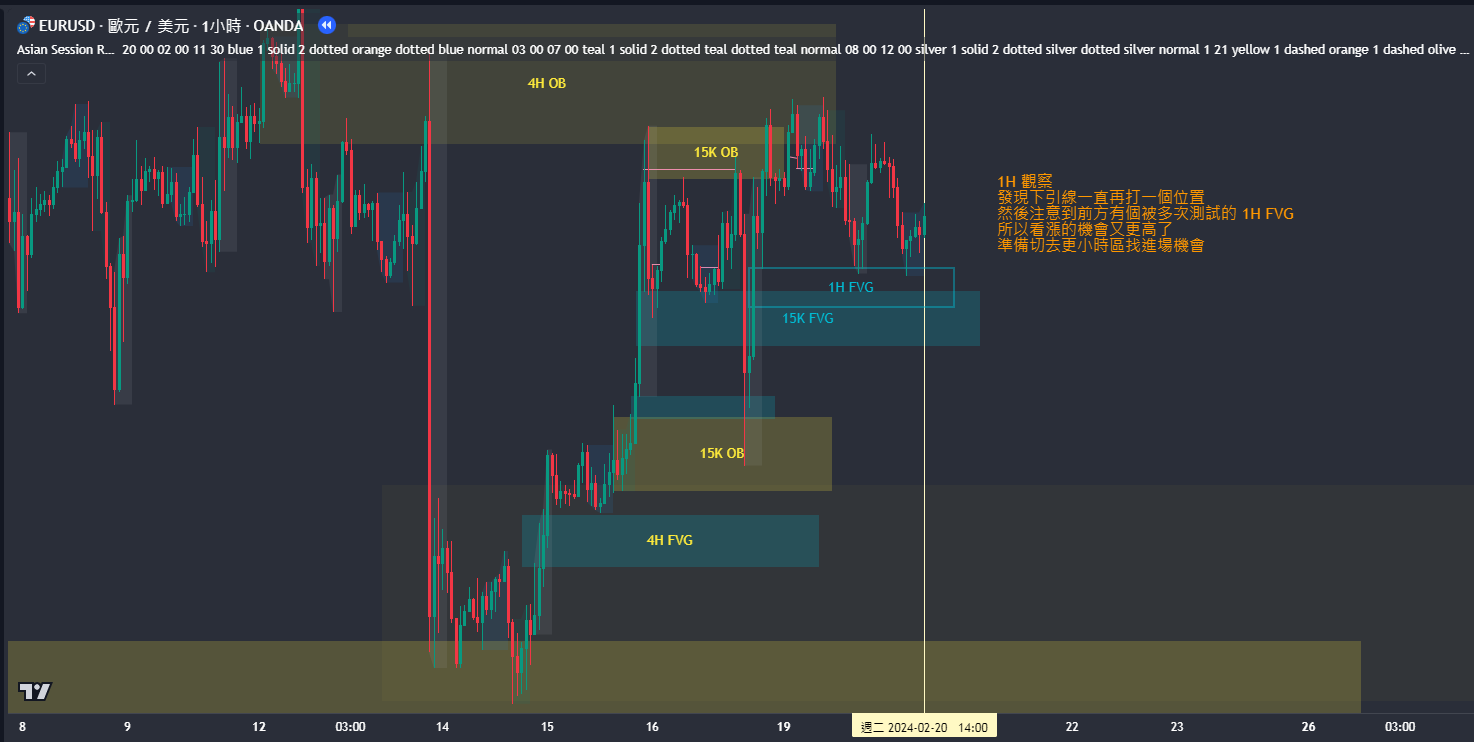 EURUSD · 歐元 / 美元 · 1小時 · OANDA
Asian Session R... 20 00 02 00 11 30 blue 1 solid 2 dotted orange dotted blue normal 03 00 07 00 teal 1 solid 2 dotted teal dotted teal normal 08 00 12 00 silver 1 solid 2 dotted silver dotted silver normal 1 21 yellow 1 dashed orange 1 dashed olive ...
4H OB
15K OB
1H 觀察
發現下引線一直再打一個位置
然後注意到前方有個被多次測試的 1H FVG
所以看漲的機會又更高了
準備切去更小時區找進場機會
1H FVG
15K FVG
15K OB
4H FVG
8 9 12 03:00 14 15 16 19 週二 2024-02-20 14:00 22 23 26 03:00